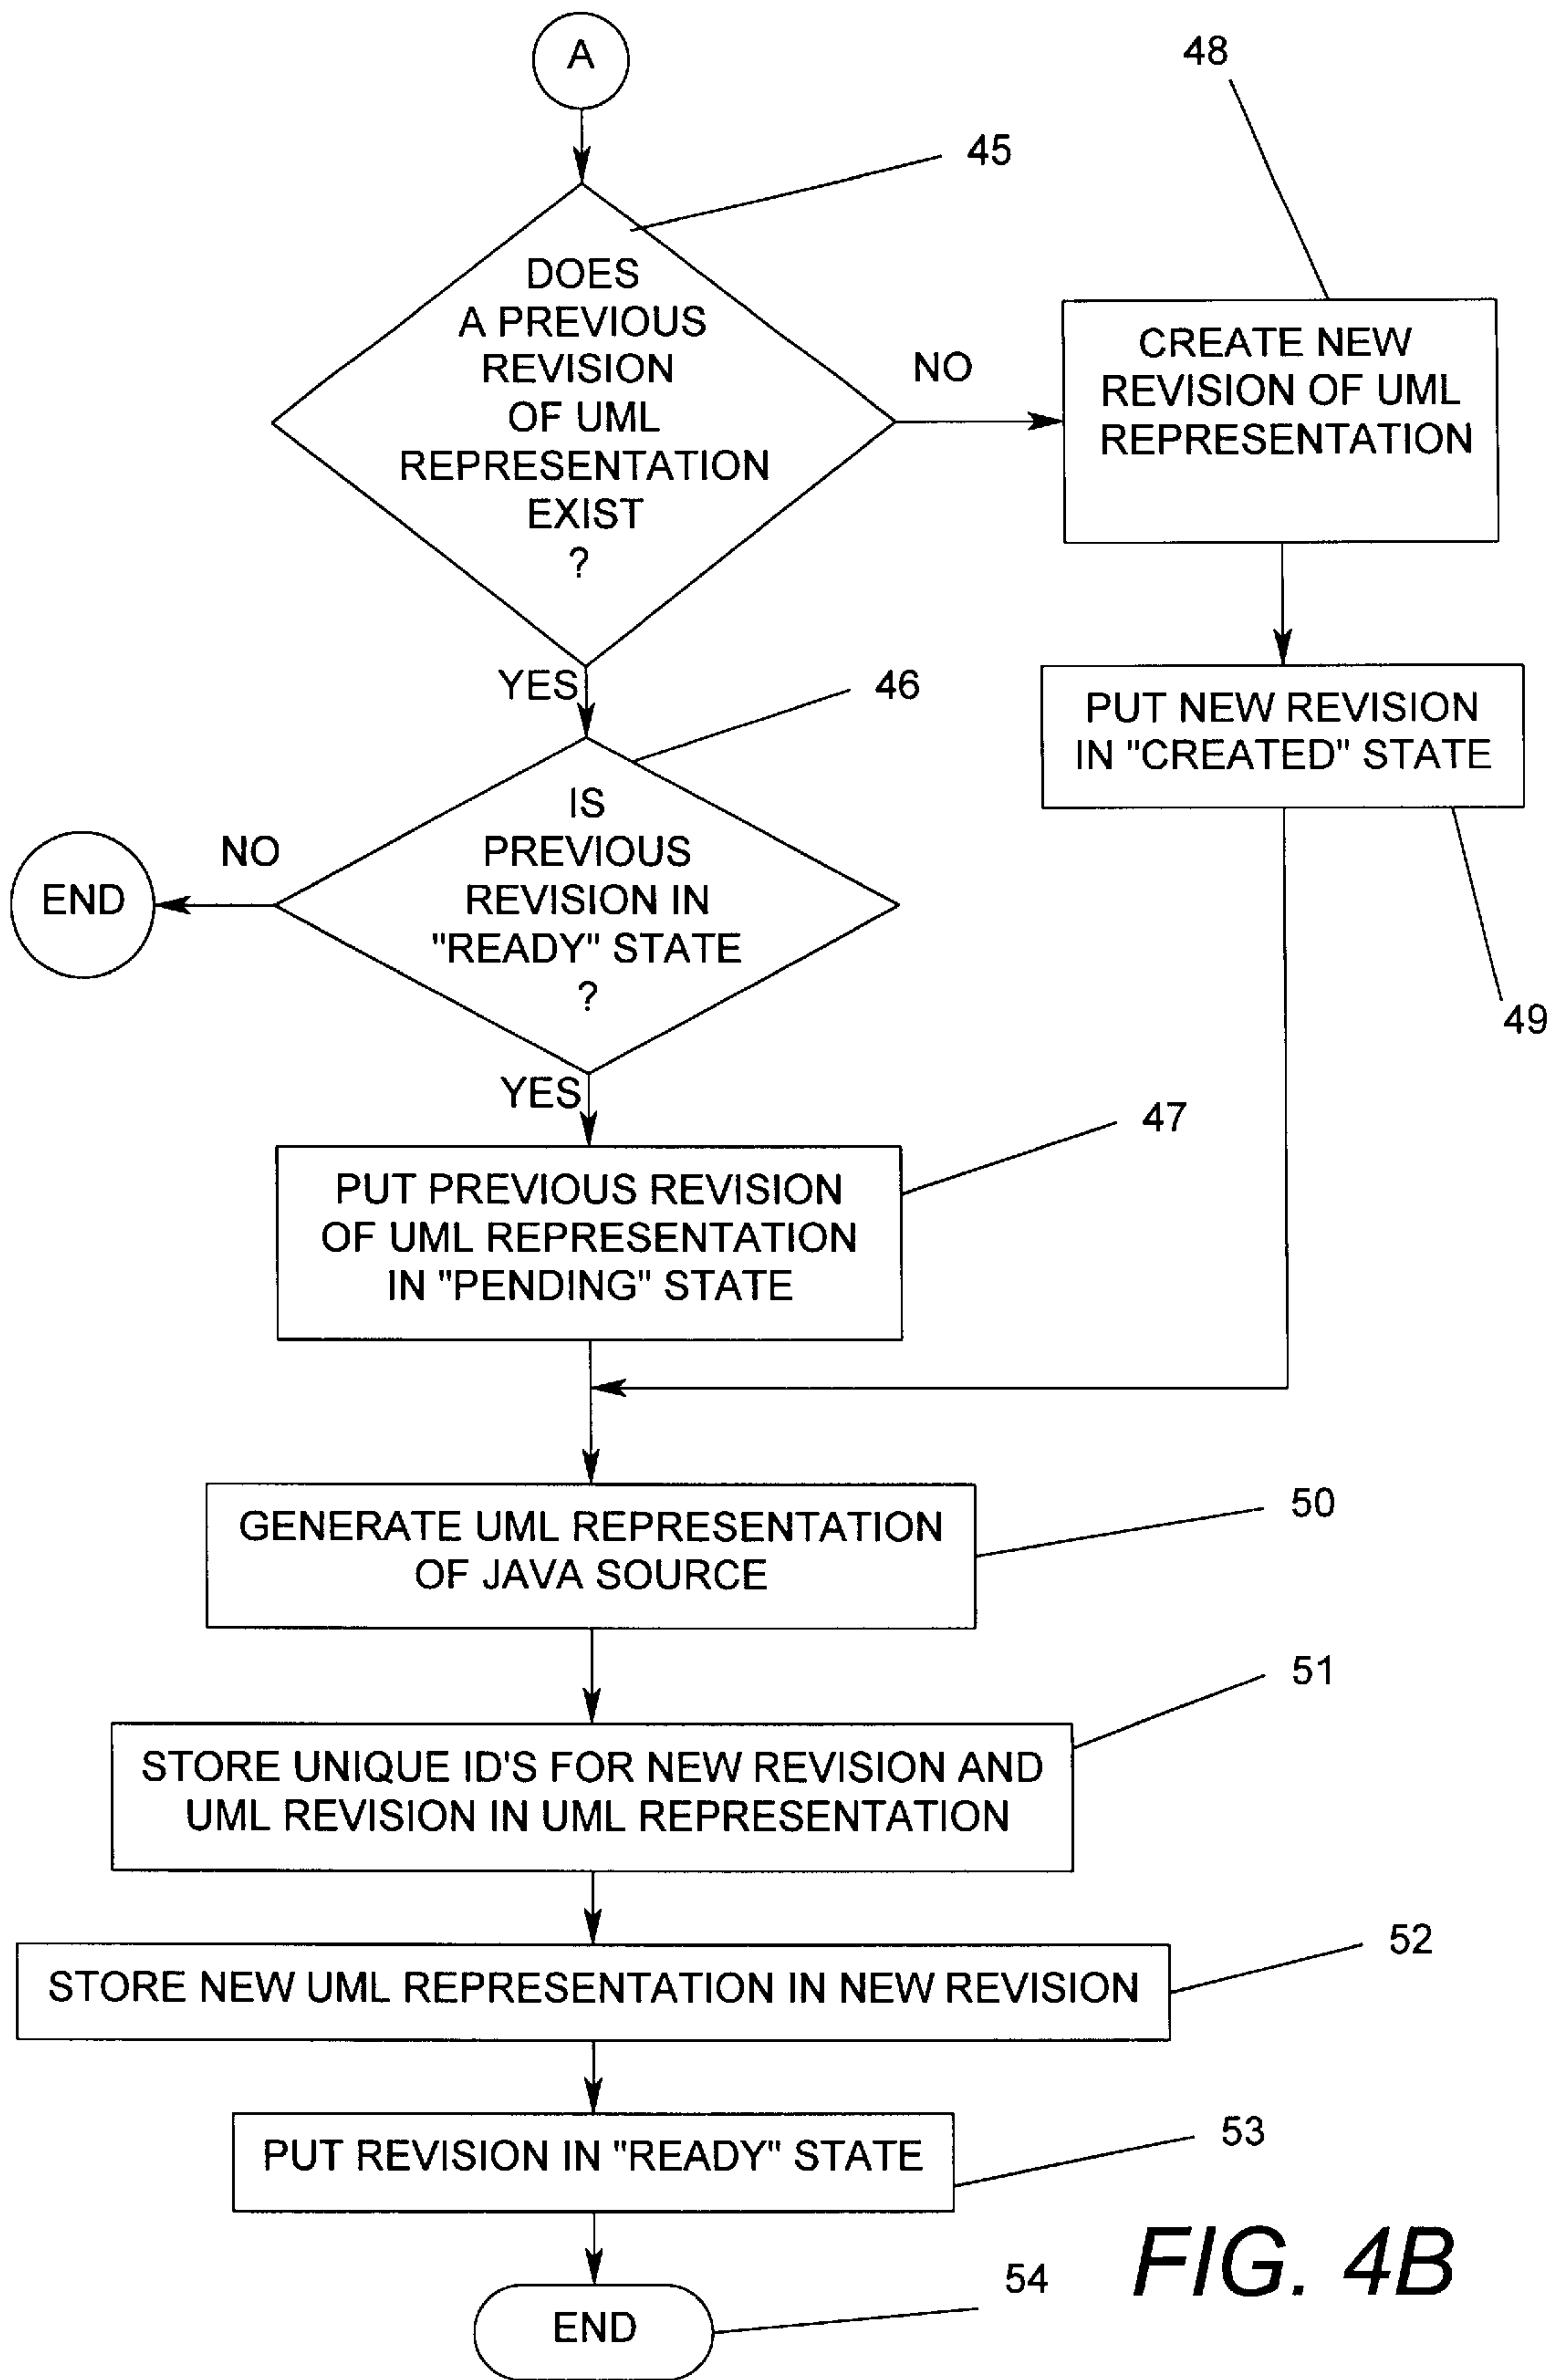 A
45
DOES
A PREVIOUS
REVISION
OF UML
REPRESENTATION
EXIST
?
NO
48
CREATE NEW
REVISION OF UML
REPRESENTATION
PUT NEW REVISION
IN "CREATED" STATE
49
YES
46
IS
PREVIOUS
REVISION IN
"READY" STATE
?
NO
END
YES
47
PUT PREVIOUS REVISION
OF UML REPRESENTATION
IN "PENDING" STATE
50
GENERATE UML REPRESENTATION
OF JAVA SOURCE
51
STORE UNIQUE ID'S FOR NEW REVISION AND
UML REVISION IN UML REPRESENTATION
52
STORE NEW UML REPRESENTATION IN NEW REVISION
53
PUT REVISION IN "READY" STATE
54
END
FIG. 4B